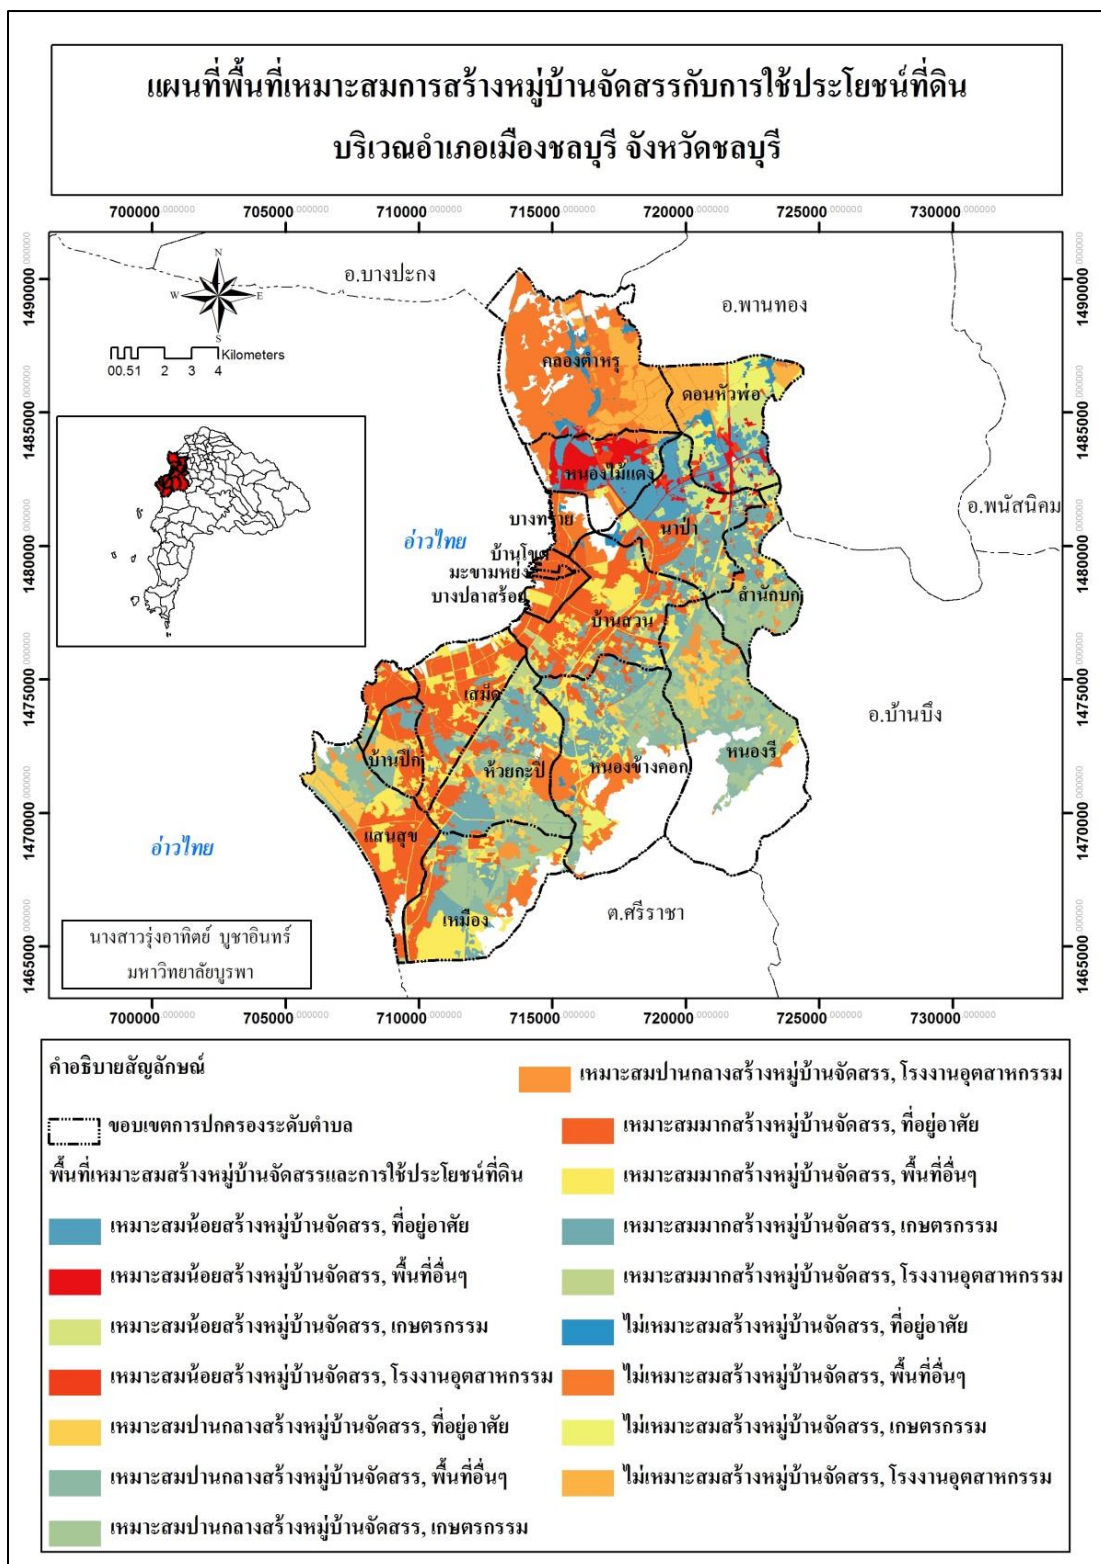 แผนที่พื้นที่เหมาะสมการสร้างหมู่บ้านจัดสรรกับการใช้ประโยชน์ที่ดิน
บริเวณอำเภอเมืองชลบุรี จังหวัดชลบุรี
700000.000000 705000.000000 710000.000000 715000.000000 720000.000000 725000.000000 730000.000000
1490000.000000
1485000.000000
1480000.000000
1475000.000000
1470000.000000
1465000.000000
1490000.000000
1485000.000000
1480000.000000
1475000.000000
1470000.000000
1465000.000000
N
W E
S
Kilometers
00.51 2 3 4
อ.บางปะกง
อ.พานทอง
คลองตำหรุ
ดอนหัวฬ่อ
หนองไม้แดง
อ.พนัสนิคม
บางทราย
นาป่า
อ่าวไทย
บ้านโขด
มะขามหย่ง
บางปลาสร้อย
สำนักบก
บ้านสวน
เสม็ด
อ.บ้านบึง
บ้านปึก
ห้วยกะปิ
หนองข้างคอก
หนองรี
แสนสุข
อ่าวไทย
เหมือง
ต.ศรีราชา
นางสาวรุ่งอาทิตย์ บูชาอินทร์
มหาวิทยาลัยบูรพา
700000.000000 705000.000000 710000.000000 715000.000000 720000.000000 725000.000000 730000.000000
คำอธิบายสัญลักษณ์
ขอบเขตการปกครองระดับตำบล
พื้นที่เหมาะสมสร้างหมู่บ้านจัดสรรและการใช้ประโยชน์ที่ดิน
เหมาะสมน้อยสร้างหมู่บ้านจัดสรร, ที่อยู่อาศัย
เหมาะสมน้อยสร้างหมู่บ้านจัดสรร, พื้นที่อื่นๆ
เหมาะสมน้อยสร้างหมู่บ้านจัดสรร, เกษตรกรรม
เหมาะสมน้อยสร้างหมู่บ้านจัดสรร, โรงงานอุตสาหกรรม
เหมาะสมปานกลางสร้างหมู่บ้านจัดสรร, ที่อยู่อาศัย
เหมาะสมปานกลางสร้างหมู่บ้านจัดสรร, พื้นที่อื่นๆ
เหมาะสมปานกลางสร้างหมู่บ้านจัดสรร, เกษตรกรรม
เหมาะสมปานกลางสร้างหมู่บ้านจัดสรร, โรงงานอุตสาหกรรม
เหมาะสมมากสร้างหมู่บ้านจัดสรร, ที่อยู่อาศัย
เหมาะสมมากสร้างหมู่บ้านจัดสรร, พื้นที่อื่นๆ
เหมาะสมมากสร้างหมู่บ้านจัดสรร, เกษตรกรรม
เหมาะสมมากสร้างหมู่บ้านจัดสรร, โรงงานอุตสาหกรรม
ไม่เหมาะสมสร้างหมู่บ้านจัดสรร, ที่อยู่อาศัย
ไม่เหมาะสมสร้างหมู่บ้านจัดสรร, พื้นที่อื่นๆ
ไม่เหมาะสมสร้างหมู่บ้านจัดสรร, เกษตรกรรม
ไม่เหมาะสมสร้างหมู่บ้านจัดสรร, โรงงานอุตสาหกรรม